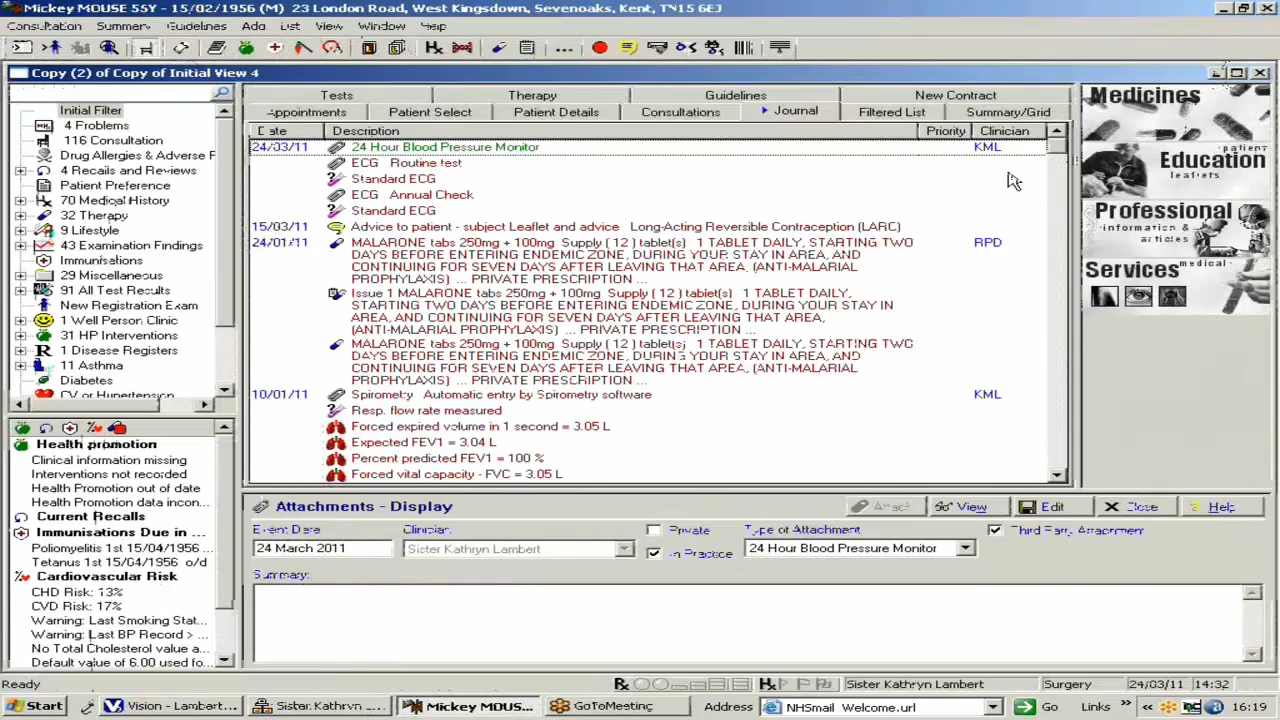 Mickey MOUSE 55Y - 15/02/1956 (M) 23 London Road, West Kingsdown, Sevenoaks, Kent, TN15 6EJ
Consultation Summary Guidelines Add List View Window Help
Copy (2) of Copy of Initial View 4
Initial Filter
4 Problems
116 Consultation
Drug Allergies & Adverse F
4 Recalls and Reviews
Patient Preference
70 Medical History
32 Therapy
9 Lifestyle
43 Examination Findings
Immunisations
29 Miscellaneous
91 All Test Results
New Registration Exam
1 Well Person Clinic
31 HP Interventions
1 Disease Registers
11 Asthma
Diabetes
CV or Hypertension
Health promotion
Clinical information missing
Interventions not recorded
Health Promotion out of date
Health Promotion data incon...
Current Recalls
Immunisations Due in ...
Poliomyelitis 1st 15/04/1956 ...
Tetanus 1st 15/04/1956 o/d
Cardiovascular Risk
CHD Risk: 13%
CVD Risk: 17%
Warning: Last Smoking Stat...
Warning: Last BP Record > ...
No Total Cholesterol value a...
Default value of 6.00 used fo...
Tests Therapy Guidelines New Contract
Appointments Patient Select Patient Details Consultations Journal Filtered List Summary/Grid
Date Description Priority Clinician
24/03/11 24 Hour Blood Pressure Monitor KML
ECG Routine test
Standard ECG
ECG Annual Check
Standard ECG
15/03/11 Advice to patient - subject Leaflet and advice Long-Acting Reversible Contraception (LARC)
24/01/11 MALARONE tabs 250mg + 100mg Supply ( 12 ) tablet(s) 1 TABLET DAILY, STARTING TWO RPD
DAYS BEFORE ENTERING ENDEMIC ZONE, DURING YOUR STAY IN AREA, AND
CONTINUING FOR SEVEN DAYS AFTER LEAVING THAT AREA, (ANTI-MALARIAL
PROPHYLAXIS) ... PRIVATE PRESCRIPTION ...
Issue 1 MALARONE tabs 250mg + 100mg Supply ( 12 ) tablet(s) 1 TABLET DAILY,
STARTING TWO DAYS BEFORE ENTERING ENDEMIC ZONE, DURING YOUR STAY IN
AREA, AND CONTINUING FOR SEVEN DAYS AFTER LEAVING THAT AREA,
(ANTI-MALARIAL PROPHYLAXIS) ... PRIVATE PRESCRIPTION ...
MALARONE tabs 250mg + 100mg Supply ( 12 ) tablet(s) 1 TABLET DAILY, STARTING TWO
DAYS BEFORE ENTERING ENDEMIC ZONE, DURING YOUR STAY IN AREA, AND
CONTINUING FOR SEVEN DAYS AFTER LEAVING THAT AREA, (ANTI-MALARIAL
PROPHYLAXIS) ... PRIVATE PRESCRIPTION ...
10/01/11 Spirometry Automatic entry by Spirometry software KML
Resp. flow rate measured
Forced expired volume in 1 second = 3.05 L
Expected FEV1 = 3.04 L
Percent predicted FEV1 = 100 %
Forced vital capacity - FVC = 3.05 L
Medicines
patient
Education
leaflets
Professional
information &
articles
medical
Services
Attachments - Display Attach View Edit Close Help
Event Date Clinician: Private Type of Attachment Third Party Attachment
24 March 2011 Sister Kathryn Lambert In Practice 24 Hour Blood Pressure Monitor
Summary:
Ready Sister Kathryn Lambert Surgery 24/03/11 14:32
Start Vision - Lambert... Sister Kathryn ... Mickey MOUS... GoToMeeting Address NHSmail Welcome.url Go Links 16:19